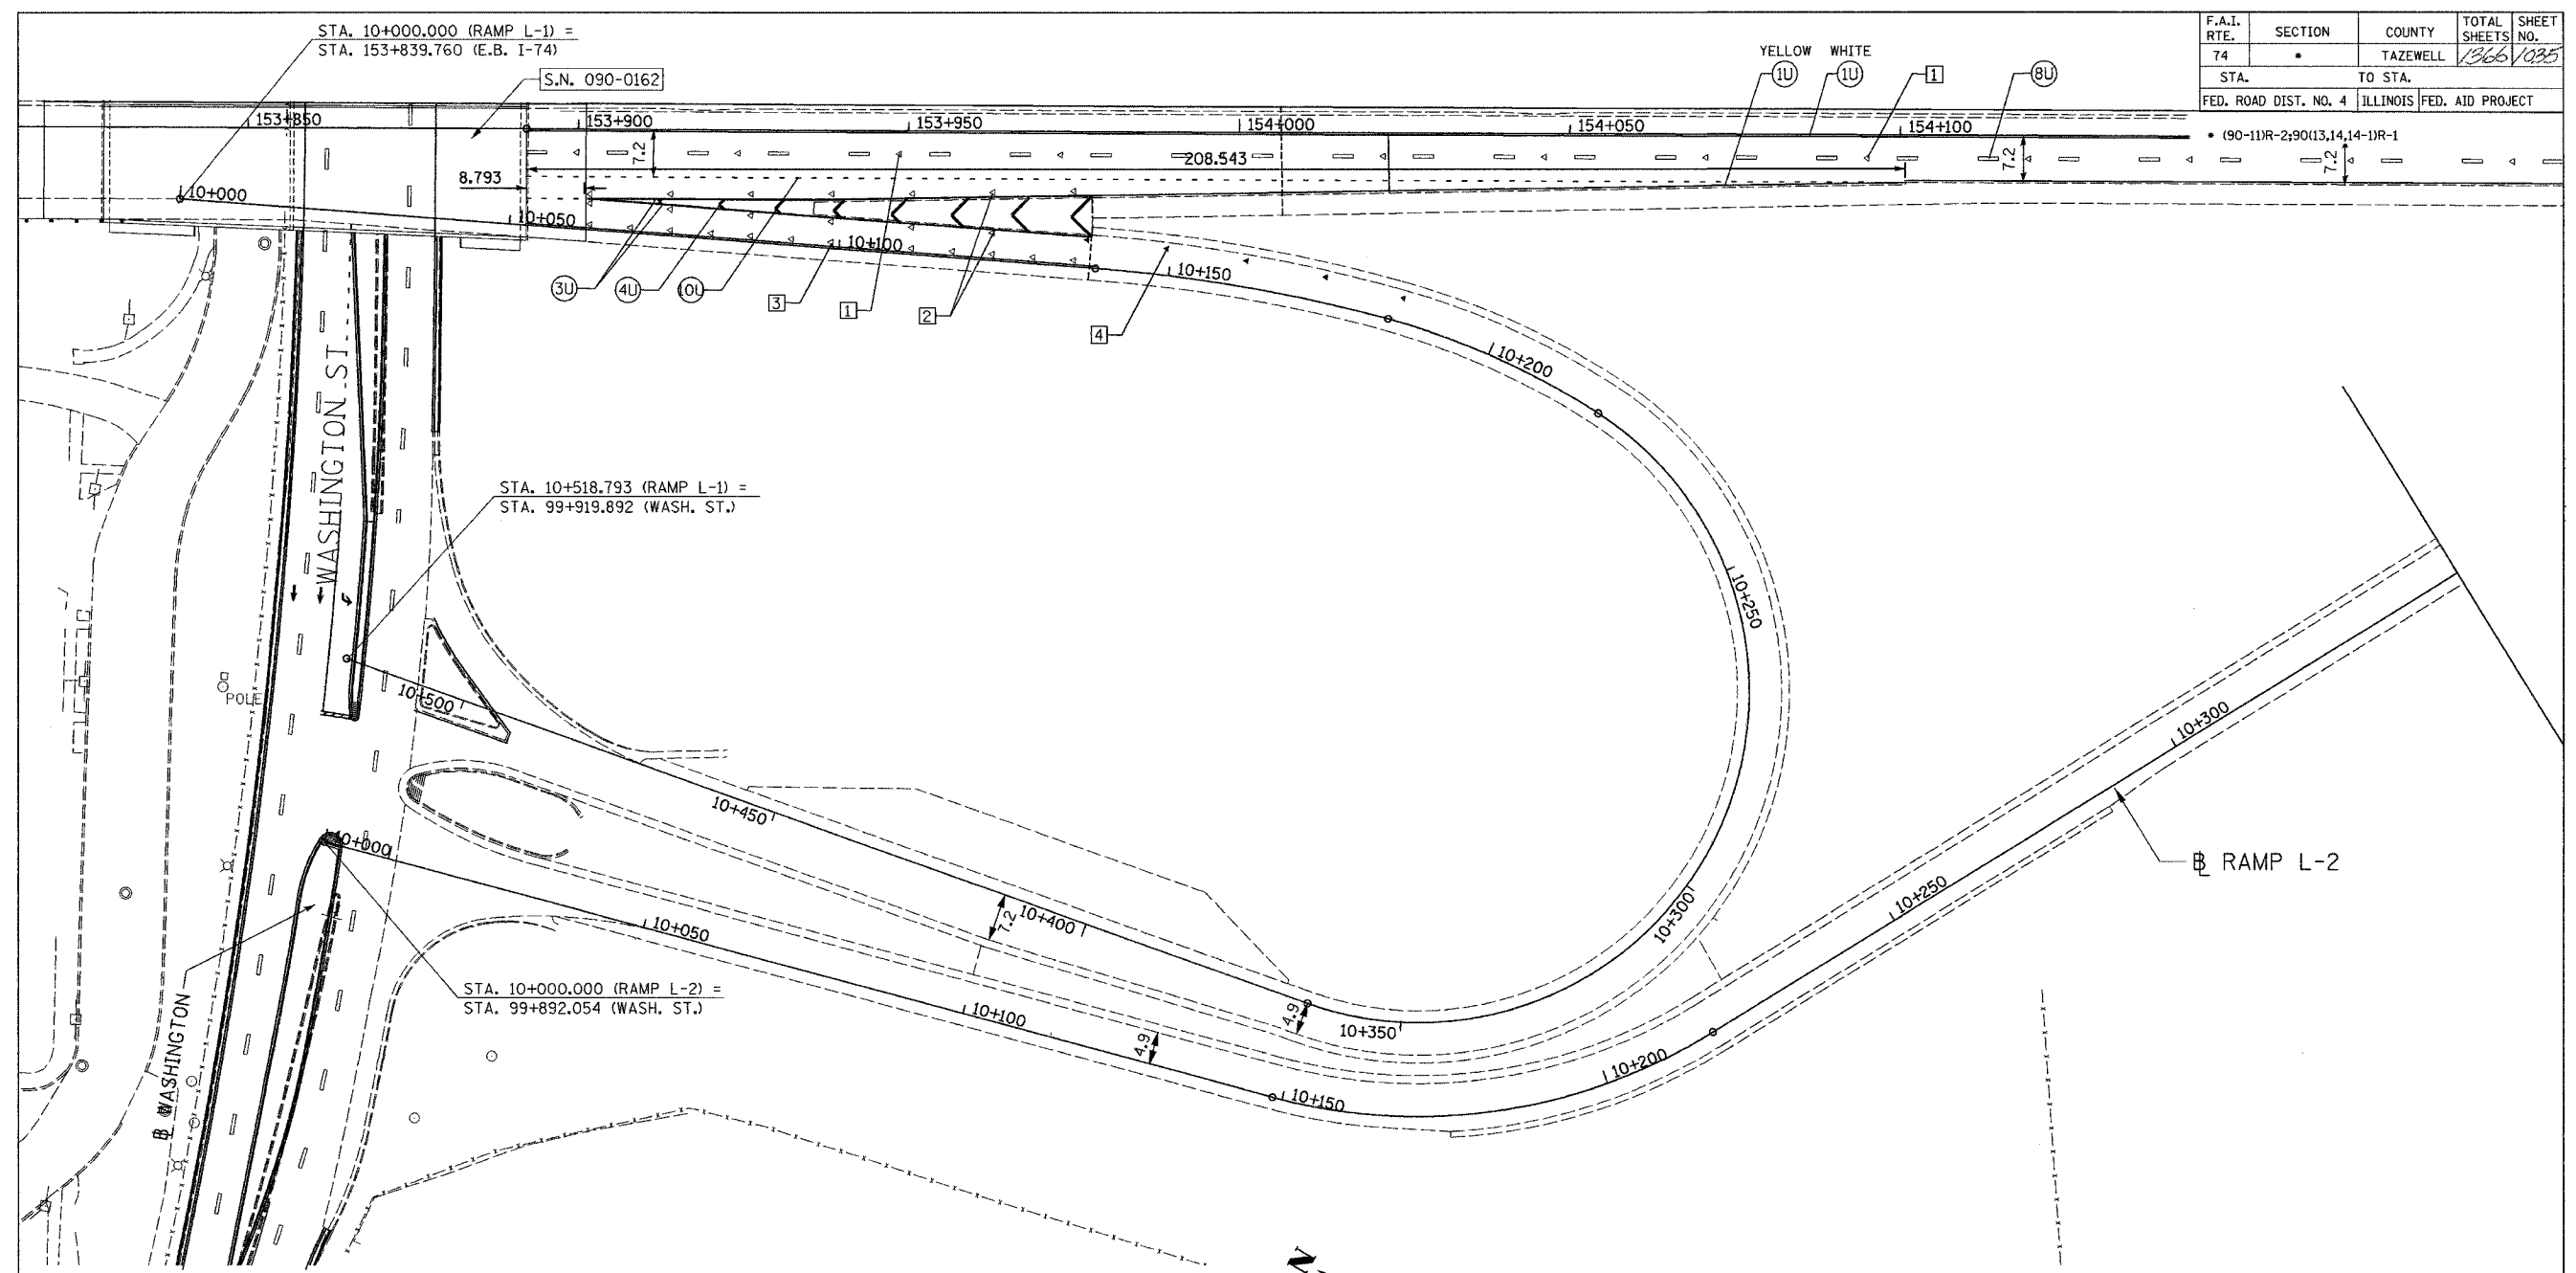 F.A.I. RTE. SECTION COUNTY TOTAL SHEETS SHEET NO.
74 • TAZEWELL 1366 1035
STA. TO STA.
FED. ROAD DIST. NO. 4 ILLINOIS FED. AID PROJECT
• (90-11)R-2;90(13,14,14-1)R-1
STA. 10+000.000 (RAMP L-1) =
STA. 153+839.760 (E.B. I-74)
S.N. 090-0162
YELLOW WHITE
1U 1U 1 8U
153+850 153+900 153+950 154+000 154+050 154+100
7.2 208.543 7.2 7.2
8.793
10+000 10+050 10+100 10+150
3U 4U 10U 3 1 2 4
10+200
WASHINGTON ST.
STA. 10+518.793 (RAMP L-1) =
STA. 99+919.892 (WASH. ST.)
10+250
POLE
10+500
10+300
10+450
10+000
B RAMP L-2
10+250
10+300
7.2 10+400
10+050
STA. 10+000.000 (RAMP L-2) =
STA. 99+892.054 (WASH. ST.)
10+100
4.9 10+350
4.9
10+200
10+150
B WASHINGTON
N